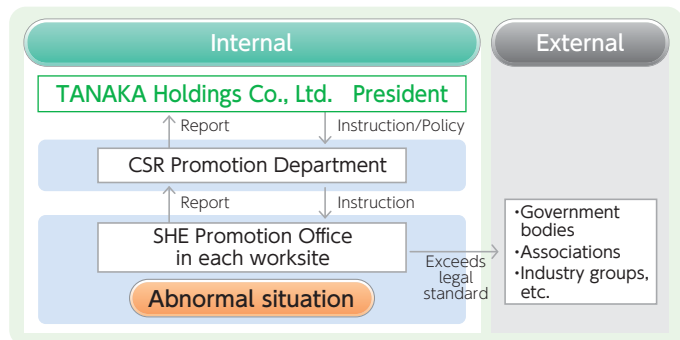 Internal
External
TANAKA Holdings Co., Ltd. President
Report
Instruction/Policy
CSR Promotion Department
Report
Instruction
SHE Promotion Office
in each worksite
Exceeds
legal
standard
・Government
bodies
・Associations
・Industry groups,
etc.
Abnormal situation